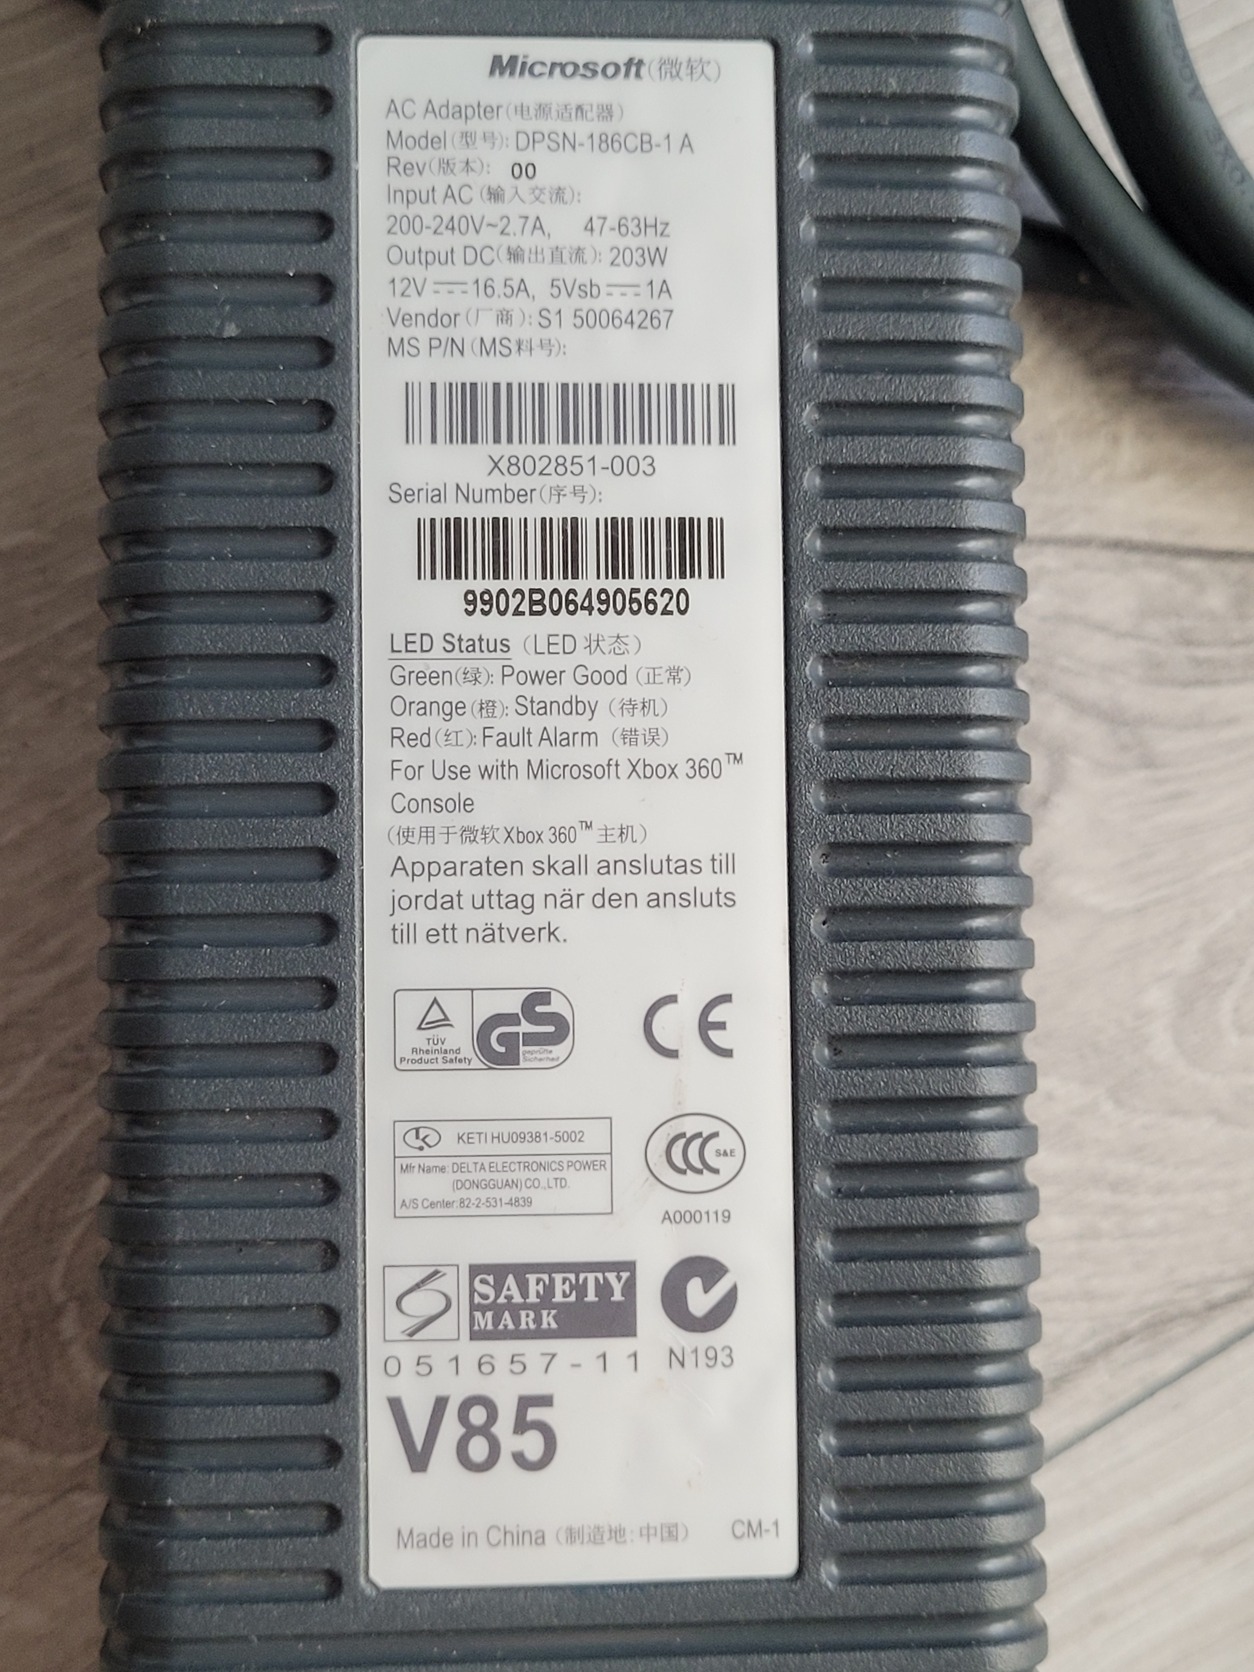 Microsoft(微软)
AC Adapter(电源适配器)
Model(型号): DPSN-186CB-1 A
Rev(版本): 00
Input AC (输入交流):
200-240V~2.7A, 47-63Hz
Output DC(输出直流): 203W
12V⎓16.5A, 5Vsb⎓1A
Vendor(厂商): S1 50064267
MS P/N (MS料号):
X802851-003
Serial Number(序号):
9902B064905620
LED Status (LED 状态)
Green(绿): Power Good (正常)
Orange(橙): Standby (待机)
Red(红): Fault Alarm (错误)
For Use with Microsoft Xbox 360™
Console
(使用于微软Xbox 360™主机)
Apparaten skall anslutas till
jordat uttag när den ansluts
till ett nätverk.
TÜV
Rheinland
Product Safety
GS
geprüfte
Sicherheit
CE
KETI HU09381-5002
Mfr Name: DELTA ELECTRONICS POWER
(DONGGUAN) CO.,LTD.
A/S Center:82-2-531-4839
CCC S&E
A000119
SAFETY
MARK
051657-11 N193
V85
Made in China (制造地:中国) CM-1